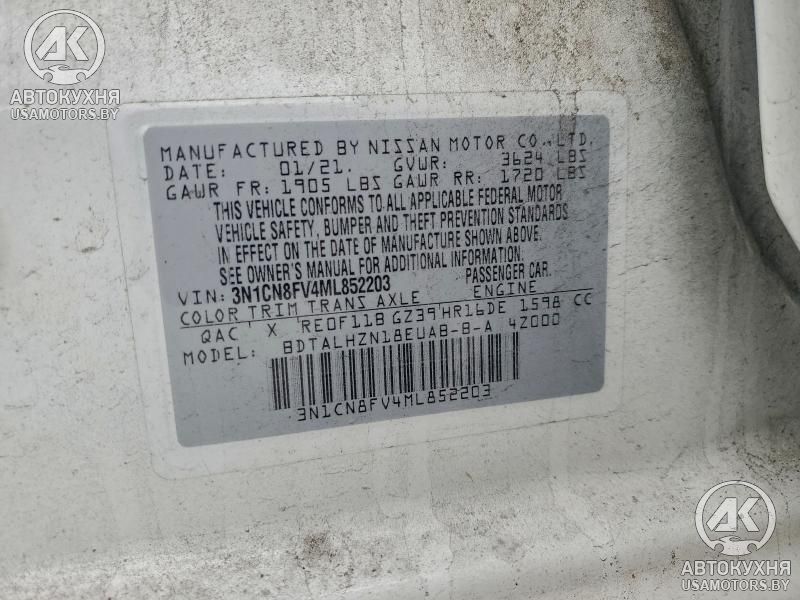 AK
АВТОКУХНЯ
USAMOTORS.BY
MANUFACTURED BY NISSAN MOTOR CO.,LTD.
DATE: 01/21. GVWR: 3624 LBS
GAWR FR: 1905 LBS GAWR RR: 1720 LBS
THIS VEHICLE CONFORMS TO ALL APPLICABLE FEDERAL MOTOR
VEHICLE SAFETY, BUMPER AND THEFT PREVENTION STANDARDS
IN EFFECT ON THE DATE OF MANUFACTURE SHOWN ABOVE.
SEE OWNER'S MANUAL FOR ADDITIONAL INFORMATION.
VIN: 3N1CN8FV4ML852203 PASSENGER CAR.
COLOR TRIM TRANS AXLE ENGINE
QAC X RE0F11B GZ39 HR16DE 1598 CC
MODEL: BDTALHZN18EUAB-B-A 4Z000
3N1CN8FV4ML852203
AK
АВТОКУХНЯ
USAMOTORS.BY